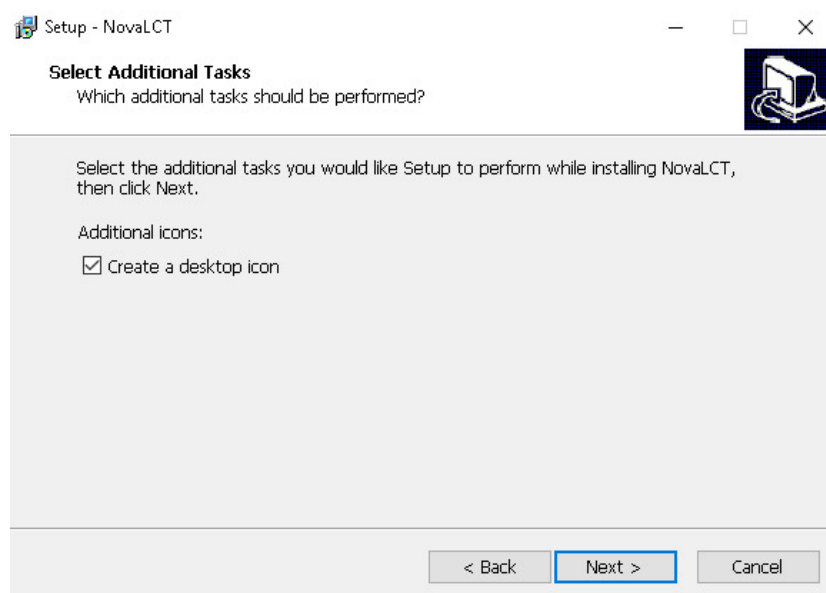 Setup - NovaLCT
Select Additional Tasks
Which additional tasks should be performed?
Select the additional tasks you would like Setup to perform while installing NovaLCT,
then click Next.
Additional icons:
Create a desktop icon
< Back
Next >
Cancel